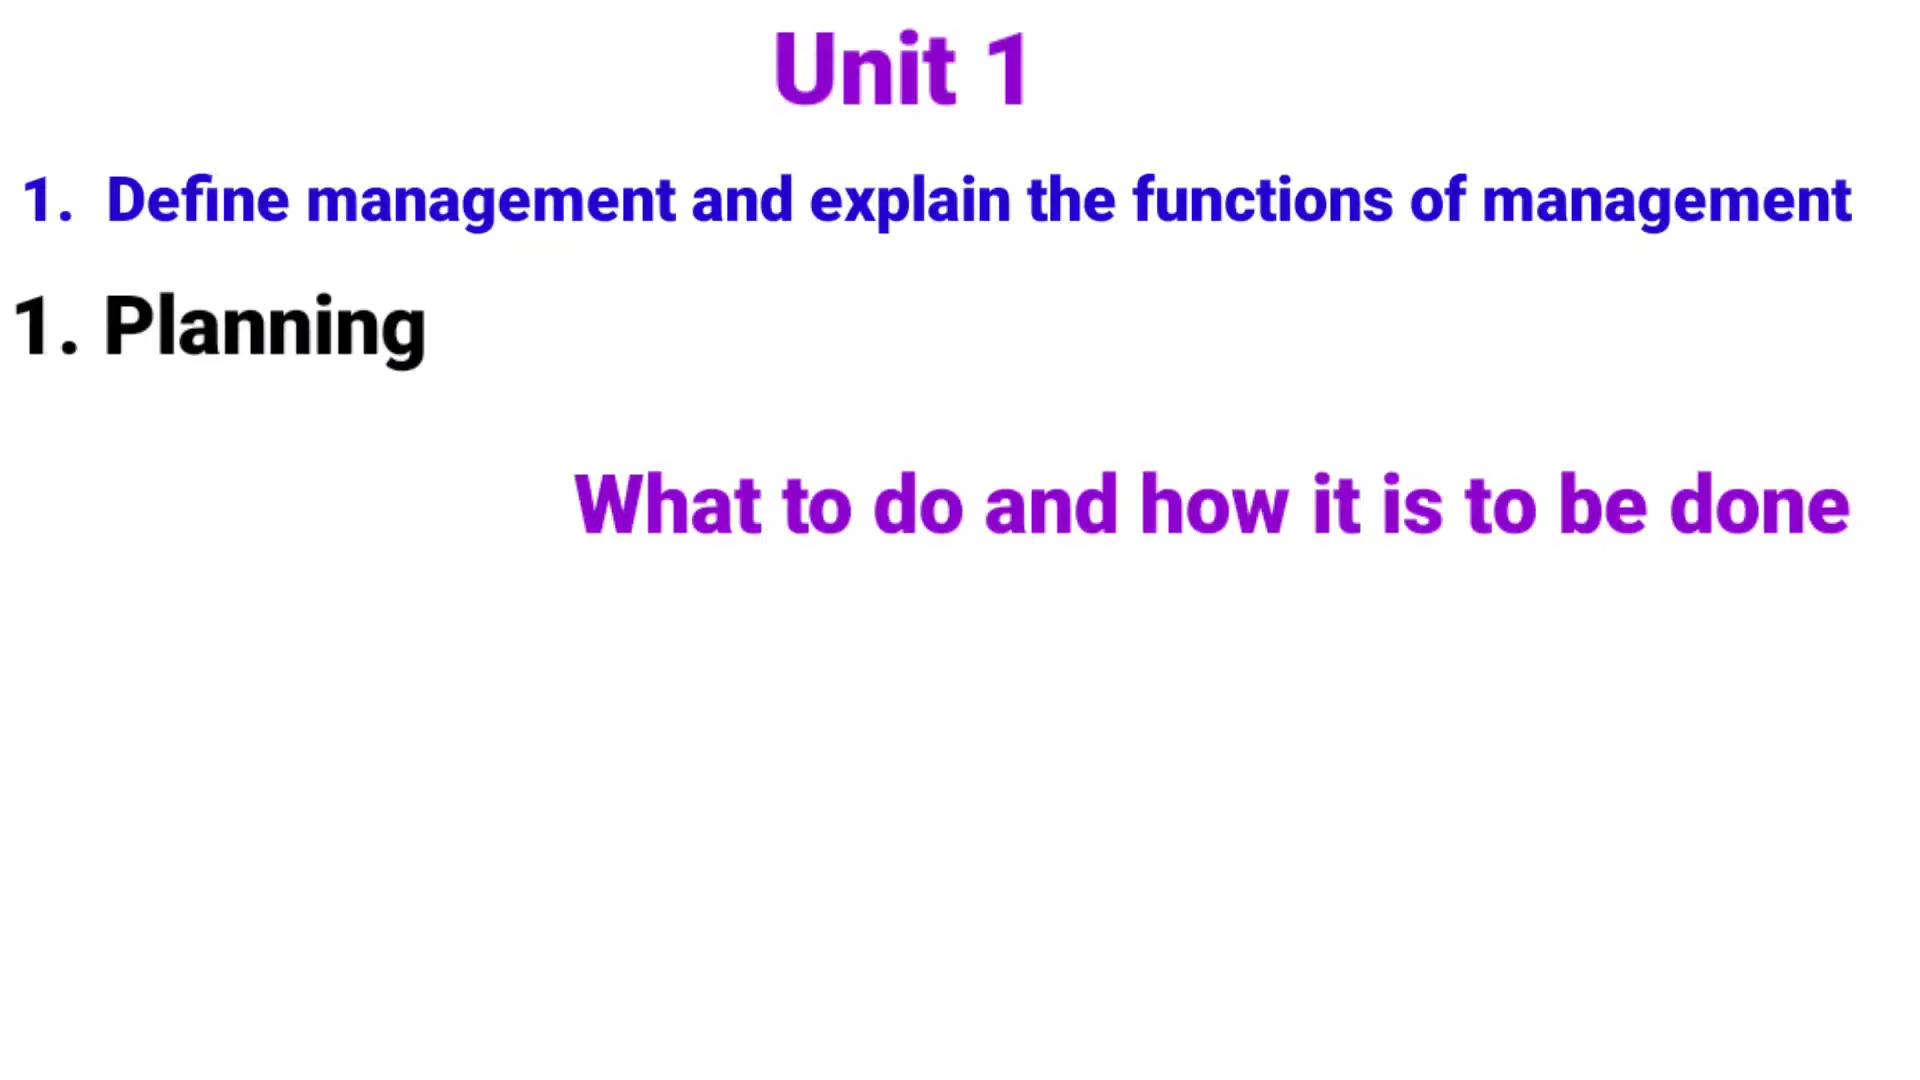 Unit 1
1. Define management and explain the functions of management
1. Planning
What to do and how it is to be done